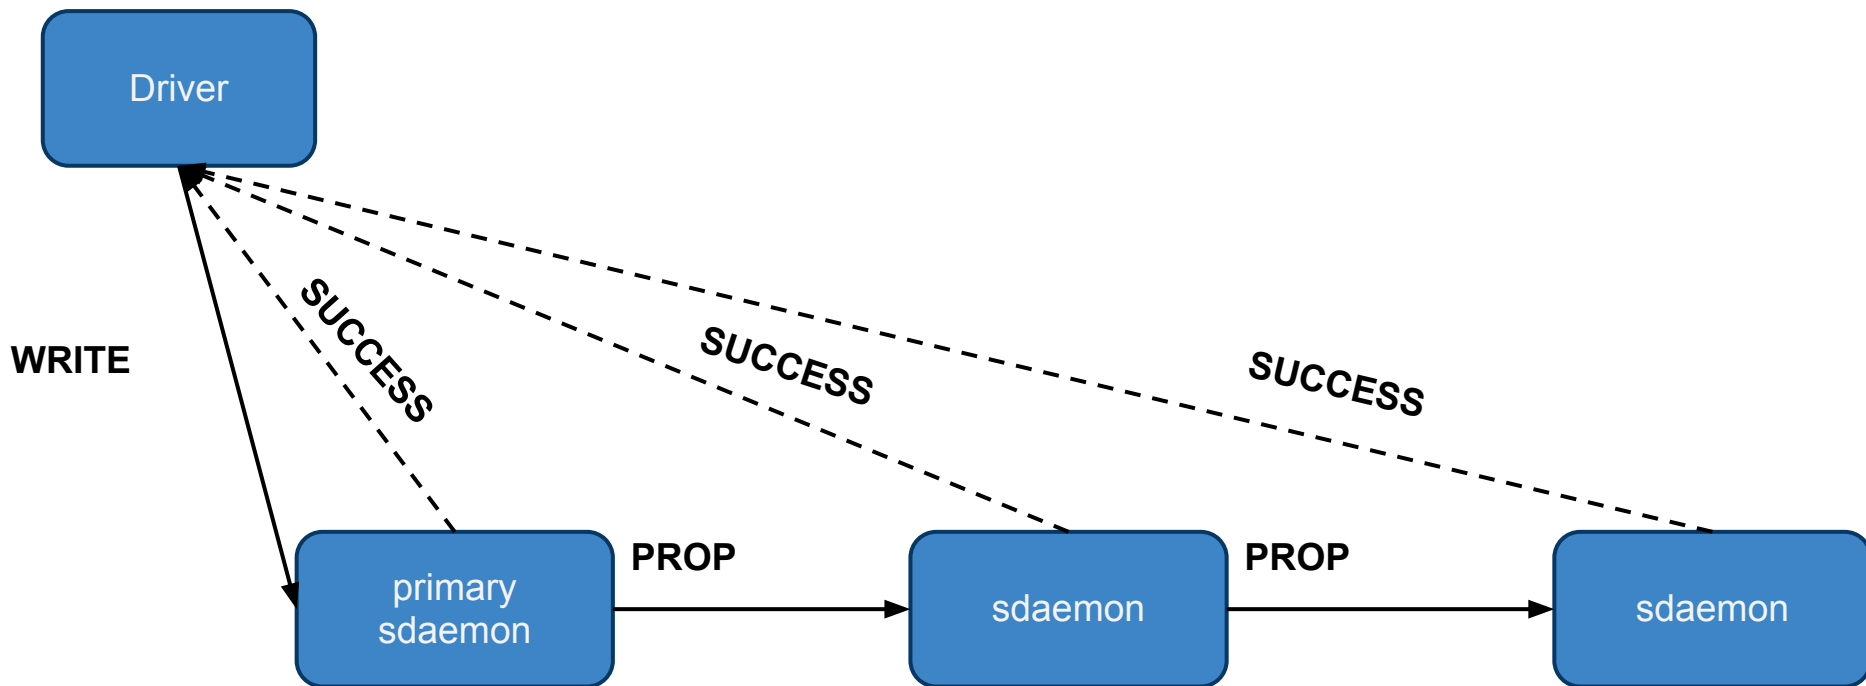 Driver
WRITE
SUCCESS
SUCCESS
SUCCESS
PROP
PROP
primary
sdaemon
sdaemon
sdaemon